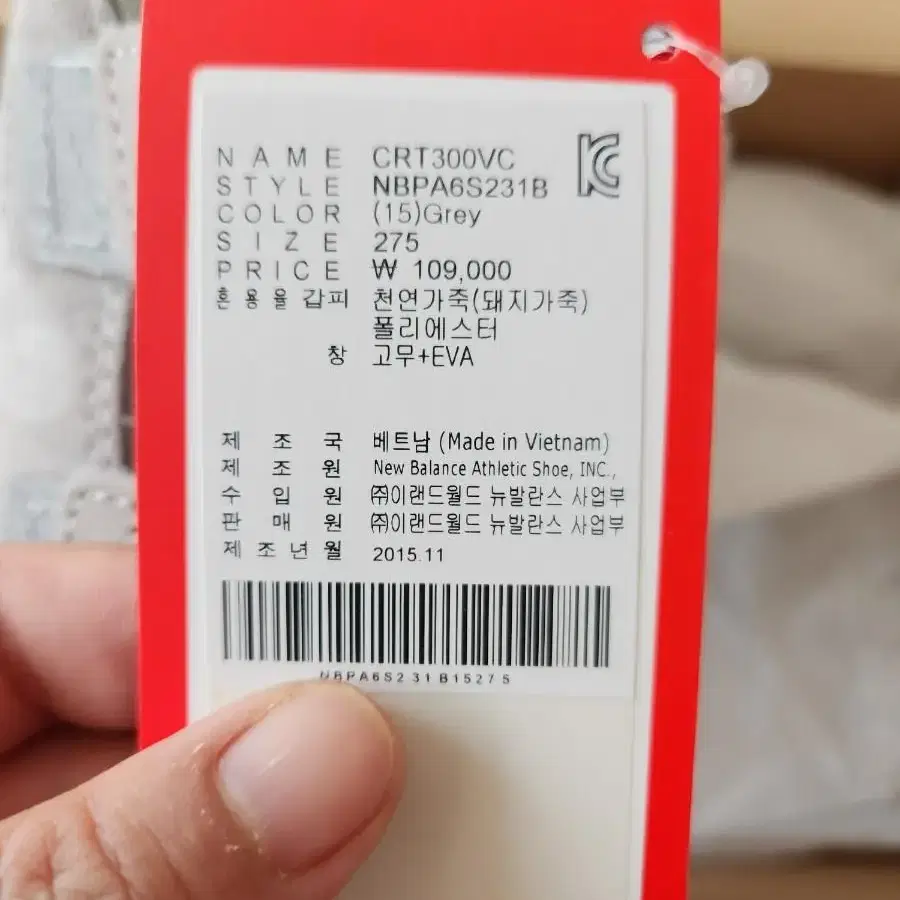 NAME CRT300VC
STYLE NBPA6S231B
COLOR (15)Grey
SIZE 275
PRICE ₩ 109,000
혼용율갑피 천연가죽(돼지가죽)
폴리에스터
창 고무+EVA
제조국 베트남 (Made in Vietnam)
제조원 New Balance Athletic Shoe, INC.,
수입원 ㈜이랜드월드 뉴발란스 사업부
판매원 ㈜이랜드월드 뉴발란스 사업부
제조년월 2015.11
NBPA6S231B15275